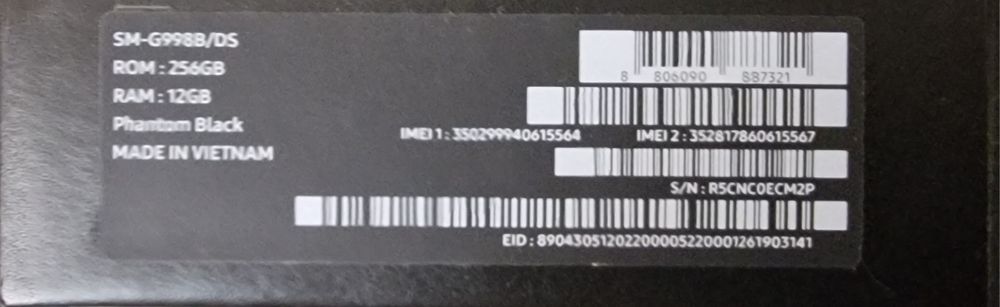 SM-G998B/DS
ROM : 256GB
RAM : 12GB
Phantom Black
MADE IN VIETNAM
8 806090 887321
IMEI 1 : 350299940615564 IMEI 2 : 352817860615567
S/N : R5CNC0ECM2P
EID : 89043051202200005220001261903141